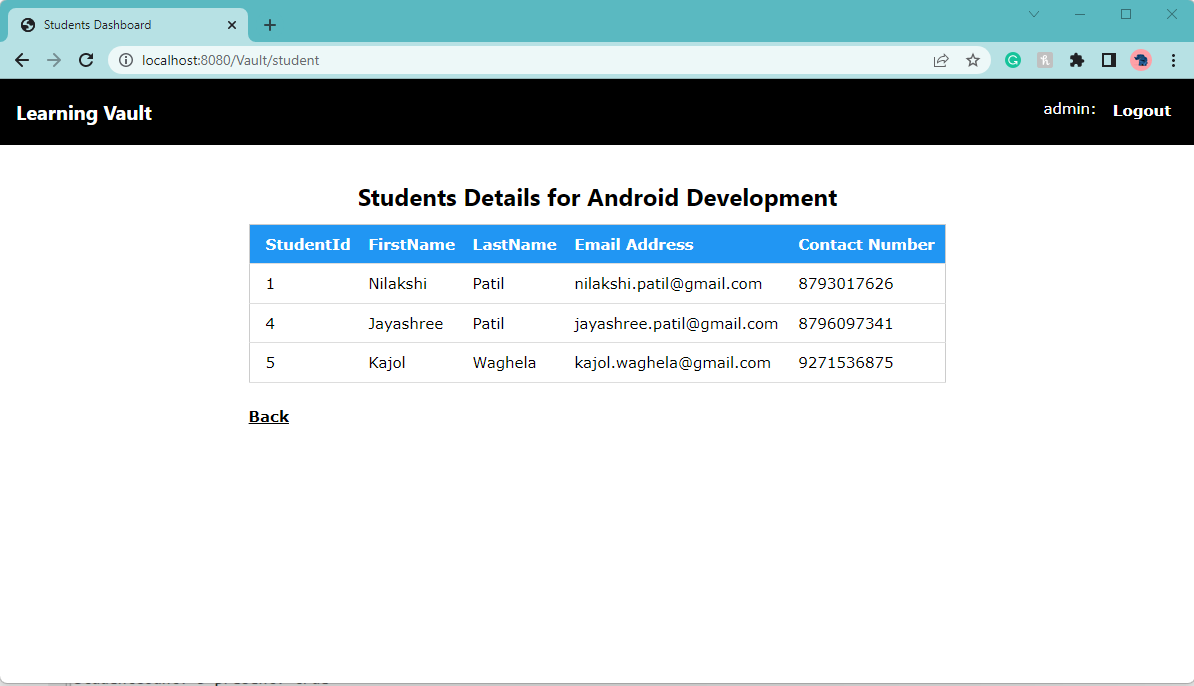 Students Dashboard
localhost:8080/Vault/student
Learning Vault
admin: Logout
Students Details for Android Development
StudentId FirstName LastName Email Address Contact Number
1 Nilakshi Patil nilakshi.patil@gmail.com 8793017626
4 Jayashree Patil jayashree.patil@gmail.com 8796097341
5 Kajol Waghela kajol.waghela@gmail.com 9271536875
Back